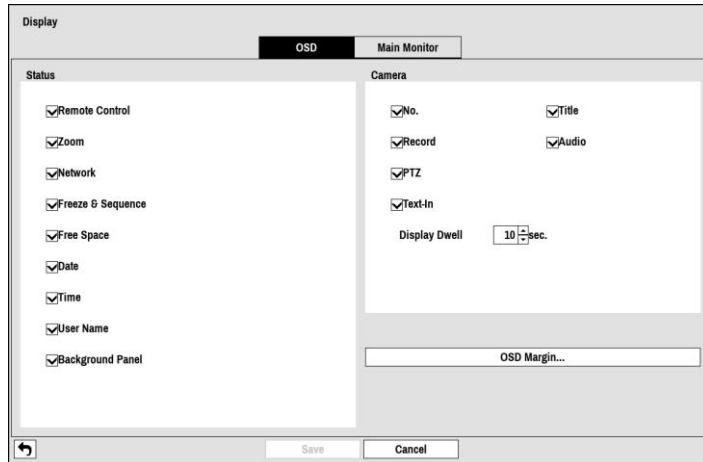 Display
OSD
Main Monitor
Status
Remote Control
Zoom
Network
Freeze & Sequence
Free Space
Date
Time
User Name
Background Panel
Camera
No.
Title
Record
Audio
PTZ
Text-In
Display Dwell 10 sec.
OSD Margin...
Save
Cancel